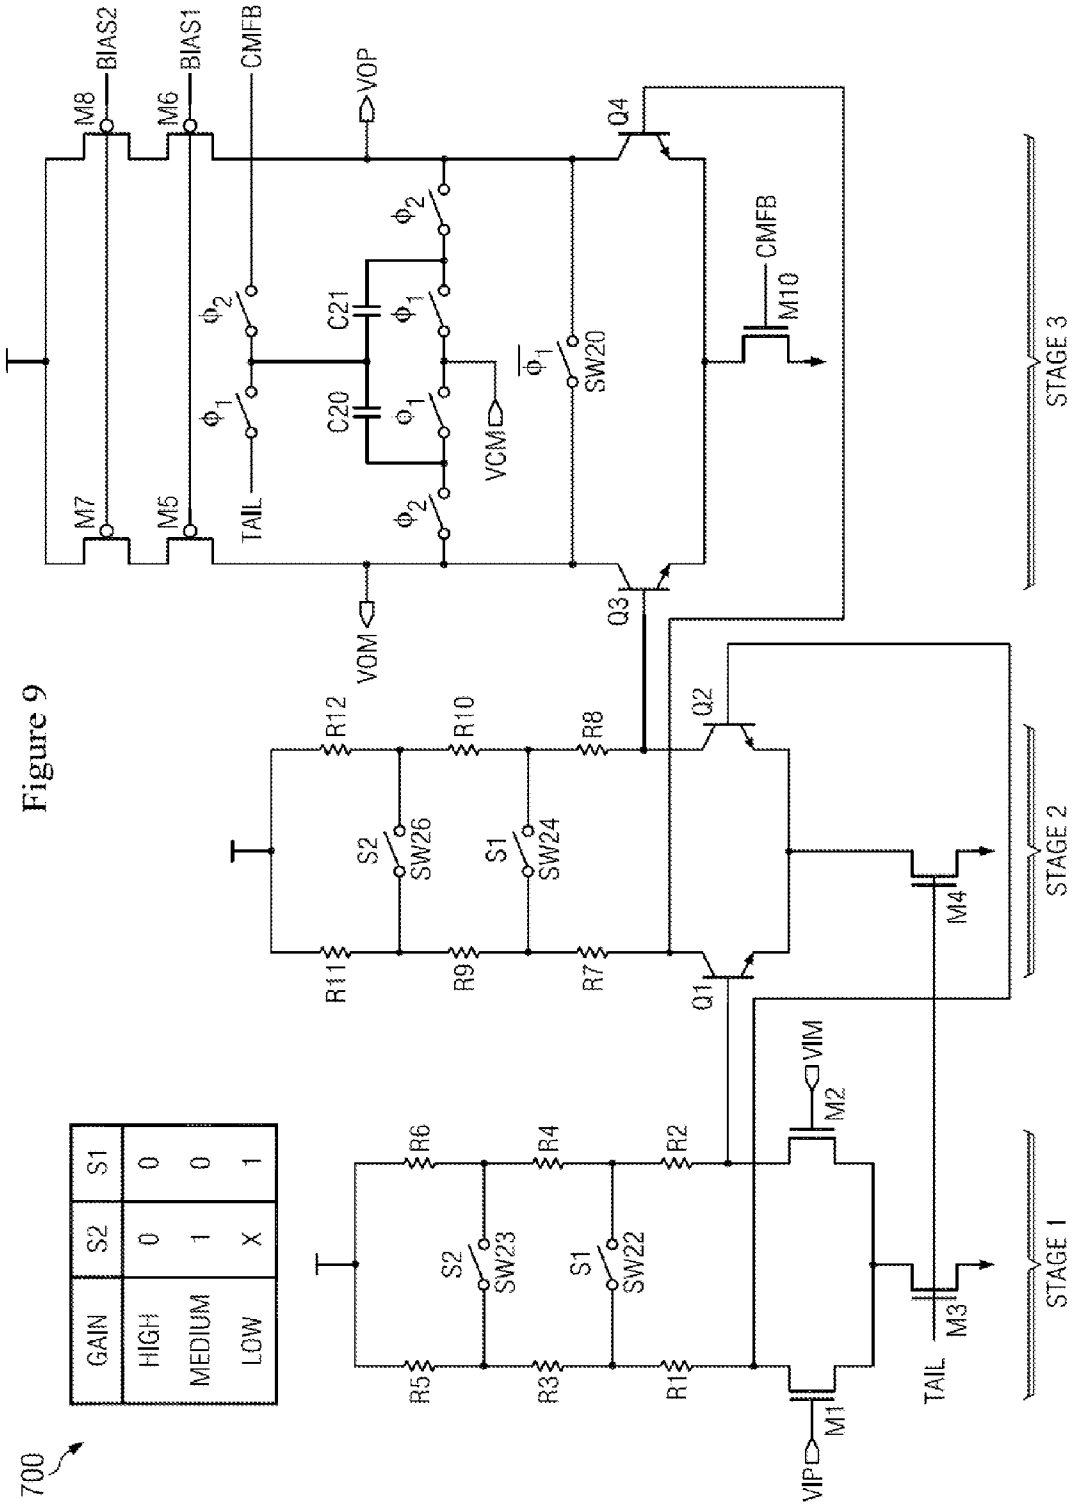 Figure 9
700
GAIN S2 S1
HIGH 0 0
MEDIUM 1 0
LOW X 1
R5
R6
S2
SW23
R3
R4
S1
SW22
R1
R2
VIP
M1
M2
VIM
TAIL
M3
STAGE 1
R11
R12
S2
SW26
R9
R10
S1
SW24
R7
R8
Q1
Q2
M4
STAGE 2
M7
M8
BIAS2
M5
M6
BIAS1
TAIL
ϕ1
ϕ2
CMFB
VOM
VOP
C20
C21
ϕ2
ϕ1
ϕ1
ϕ2
VCM
ϕ̅1
SW20
Q3
Q4
M10
CMFB
STAGE 3